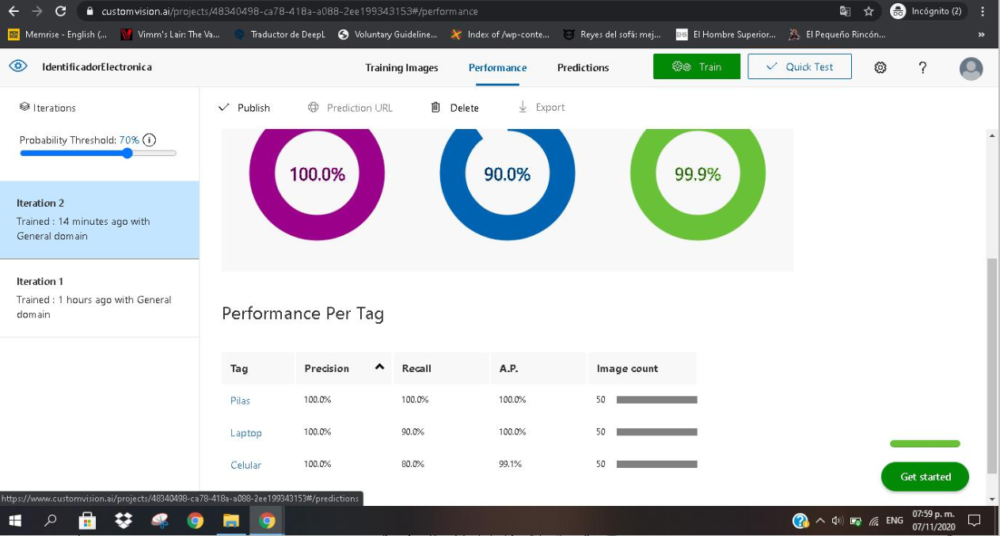 customvision.ai/projects/48340498-ca78-418a-a088-2ee199343153#/performance
Incógnito (2)
Memrise - English (... Vimm's Lair: The Va... Traductor de DeepL Voluntary Guideline... Index of /wp-conte... Reyes del sofá: mej... El Hombre Superior... El Pequeño Rincón... »
IdentificadorElectronica Training Images Performance Predictions Train Quick Test ?
Iterations
Publish Prediction URL Delete Export
Probability Threshold: 70% i
100.0% 90.0% 99.9%
Iteration 2
Trained : 14 minutes ago with
General domain
Iteration 1
Trained : 1 hours ago with General
domain
Performance Per Tag
Tag Precision Recall A.P. Image count
Pilas 100.0% 100.0% 100.0% 50
Laptop 100.0% 90.0% 100.0% 50
Celular 100.0% 80.0% 99.1% 50
Get started
https://www.customvision.ai/projects/48340498-ca78-418a-a088-2ee199343153#/predictions
ENG
07:59 p. m.
07/11/2020